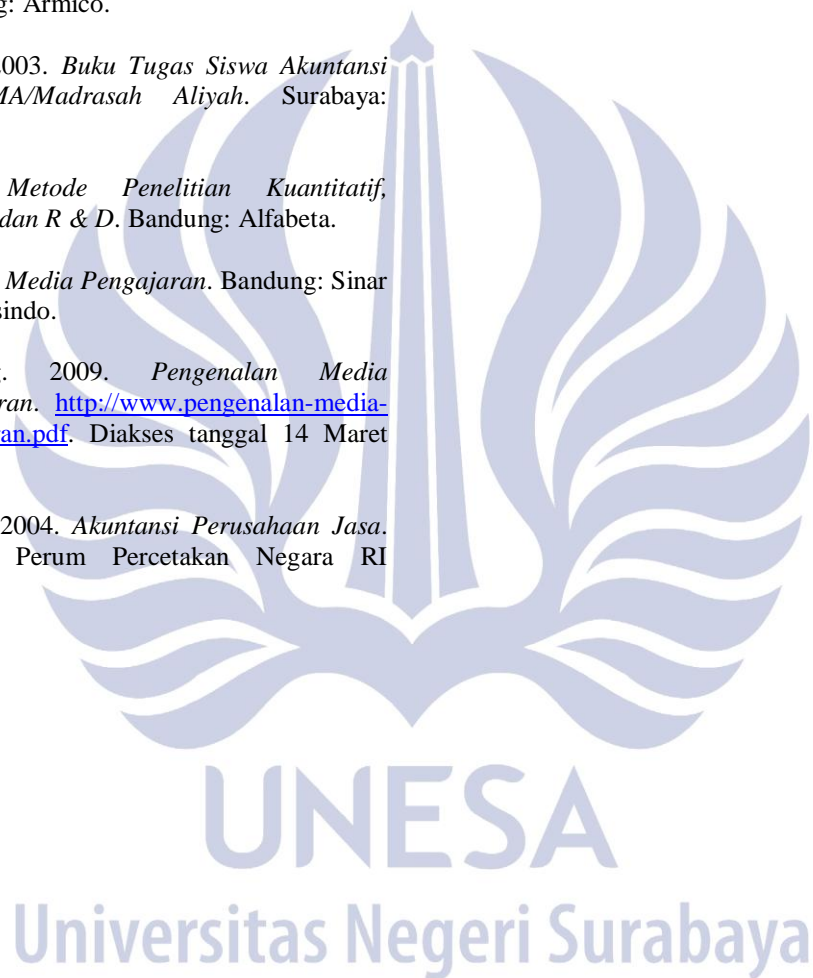 g: Armico.
2003. Buku Tugas Siswa Akuntansi
MA/Madrasah Aliyah. Surabaya:
Metode Penelitian Kuantitatif,
dan R & D. Bandung: Alfabeta.
Media Pengajaran. Bandung: Sinar
sindo.
2009. Pengenalan Media
ran. http://www.pengenalan-media-
ran.pdf. Diakses tanggal 14 Maret
2004. Akuntansi Perusahaan Jasa.
Perum Percetakan Negara RI
UNESA
Universitas Negeri Surabaya